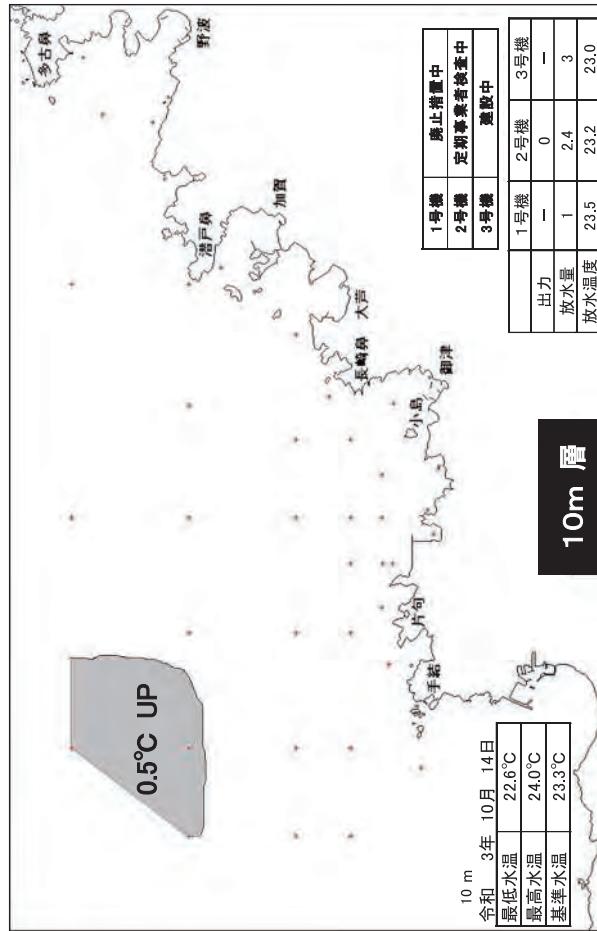 多古鼻
野波
潜戸鼻
加賀
大芦
長崎鼻
御津
小島
片句
手結
0.5°C UP
1号機 廃止措置中
2号機 定期事業者検査中
3号機 建設中
1号機 2号機 3号機
出力 － 0 －
放水量 1 2.4 3
放水温度 23.5 23.2 23.0
10m 層
10 m
令和 3年 10月 14日
最低水温 22.6°C
最高水温 24.0°C
基準水温 23.3°C